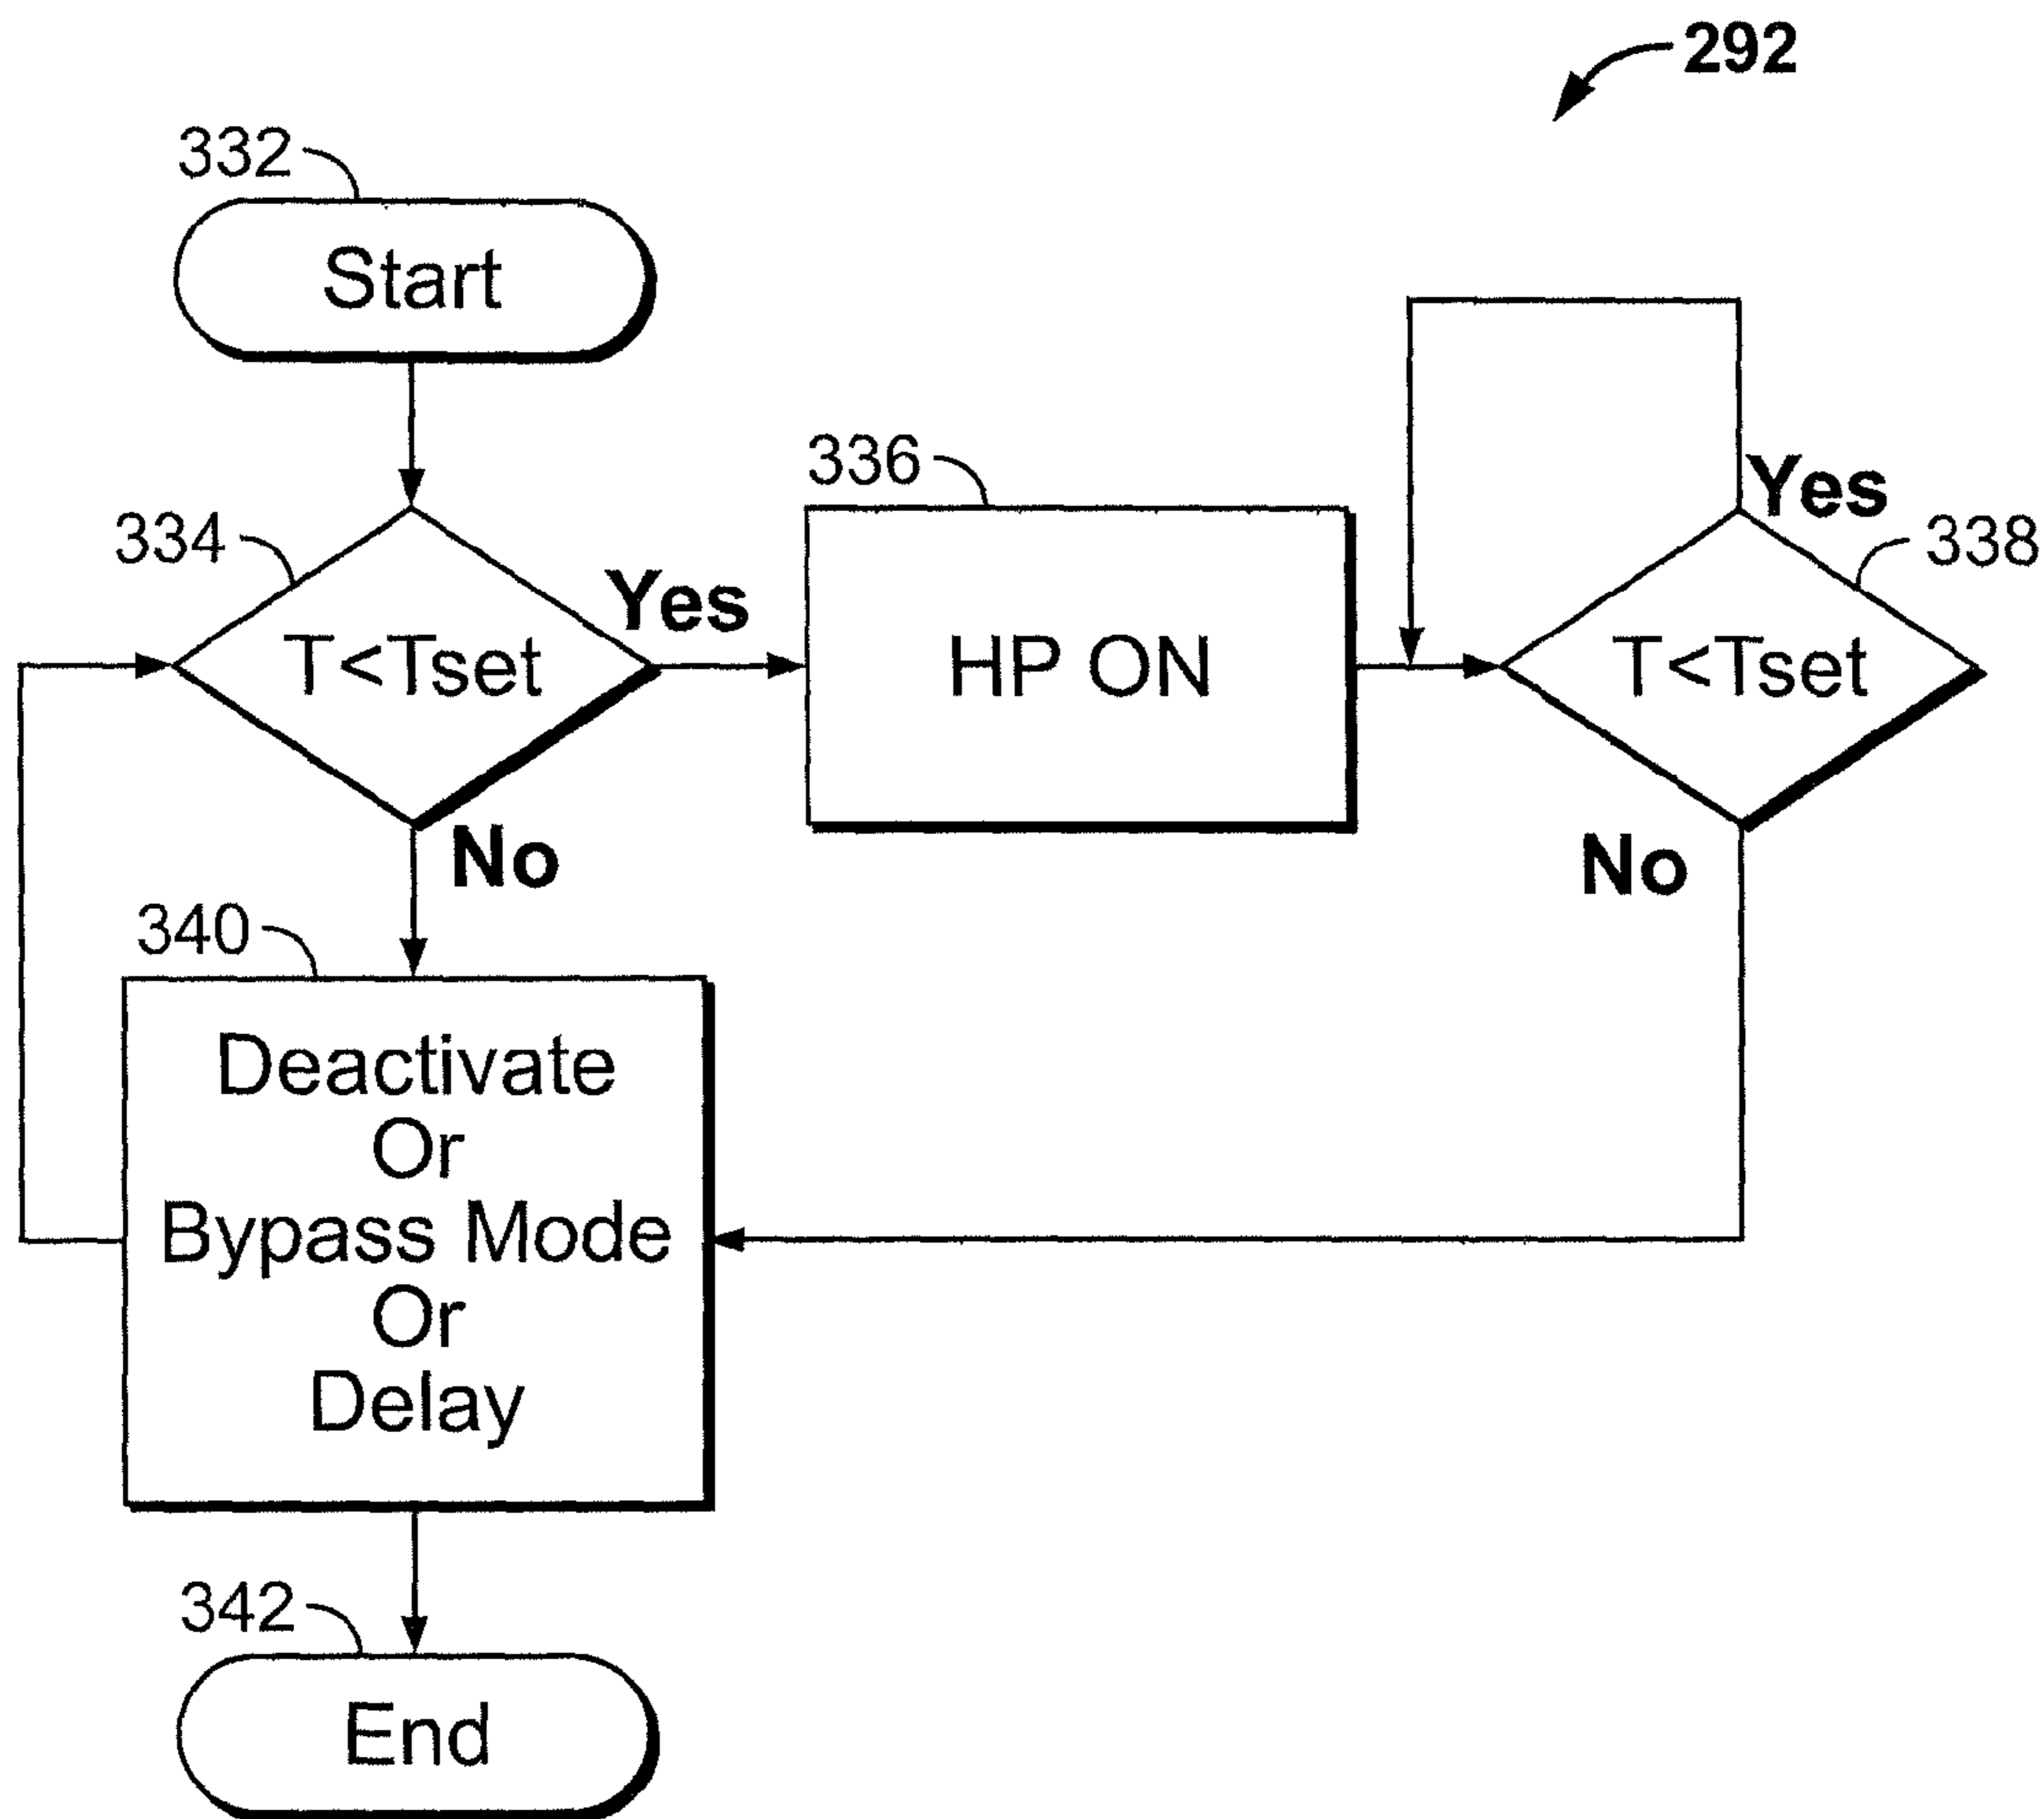 292
332
Start
334
T<Tset
Yes
336
HP ON
Yes
338
T<Tset
No
No
340
Deactivate
Or
Bypass Mode
Or
Delay
342
End